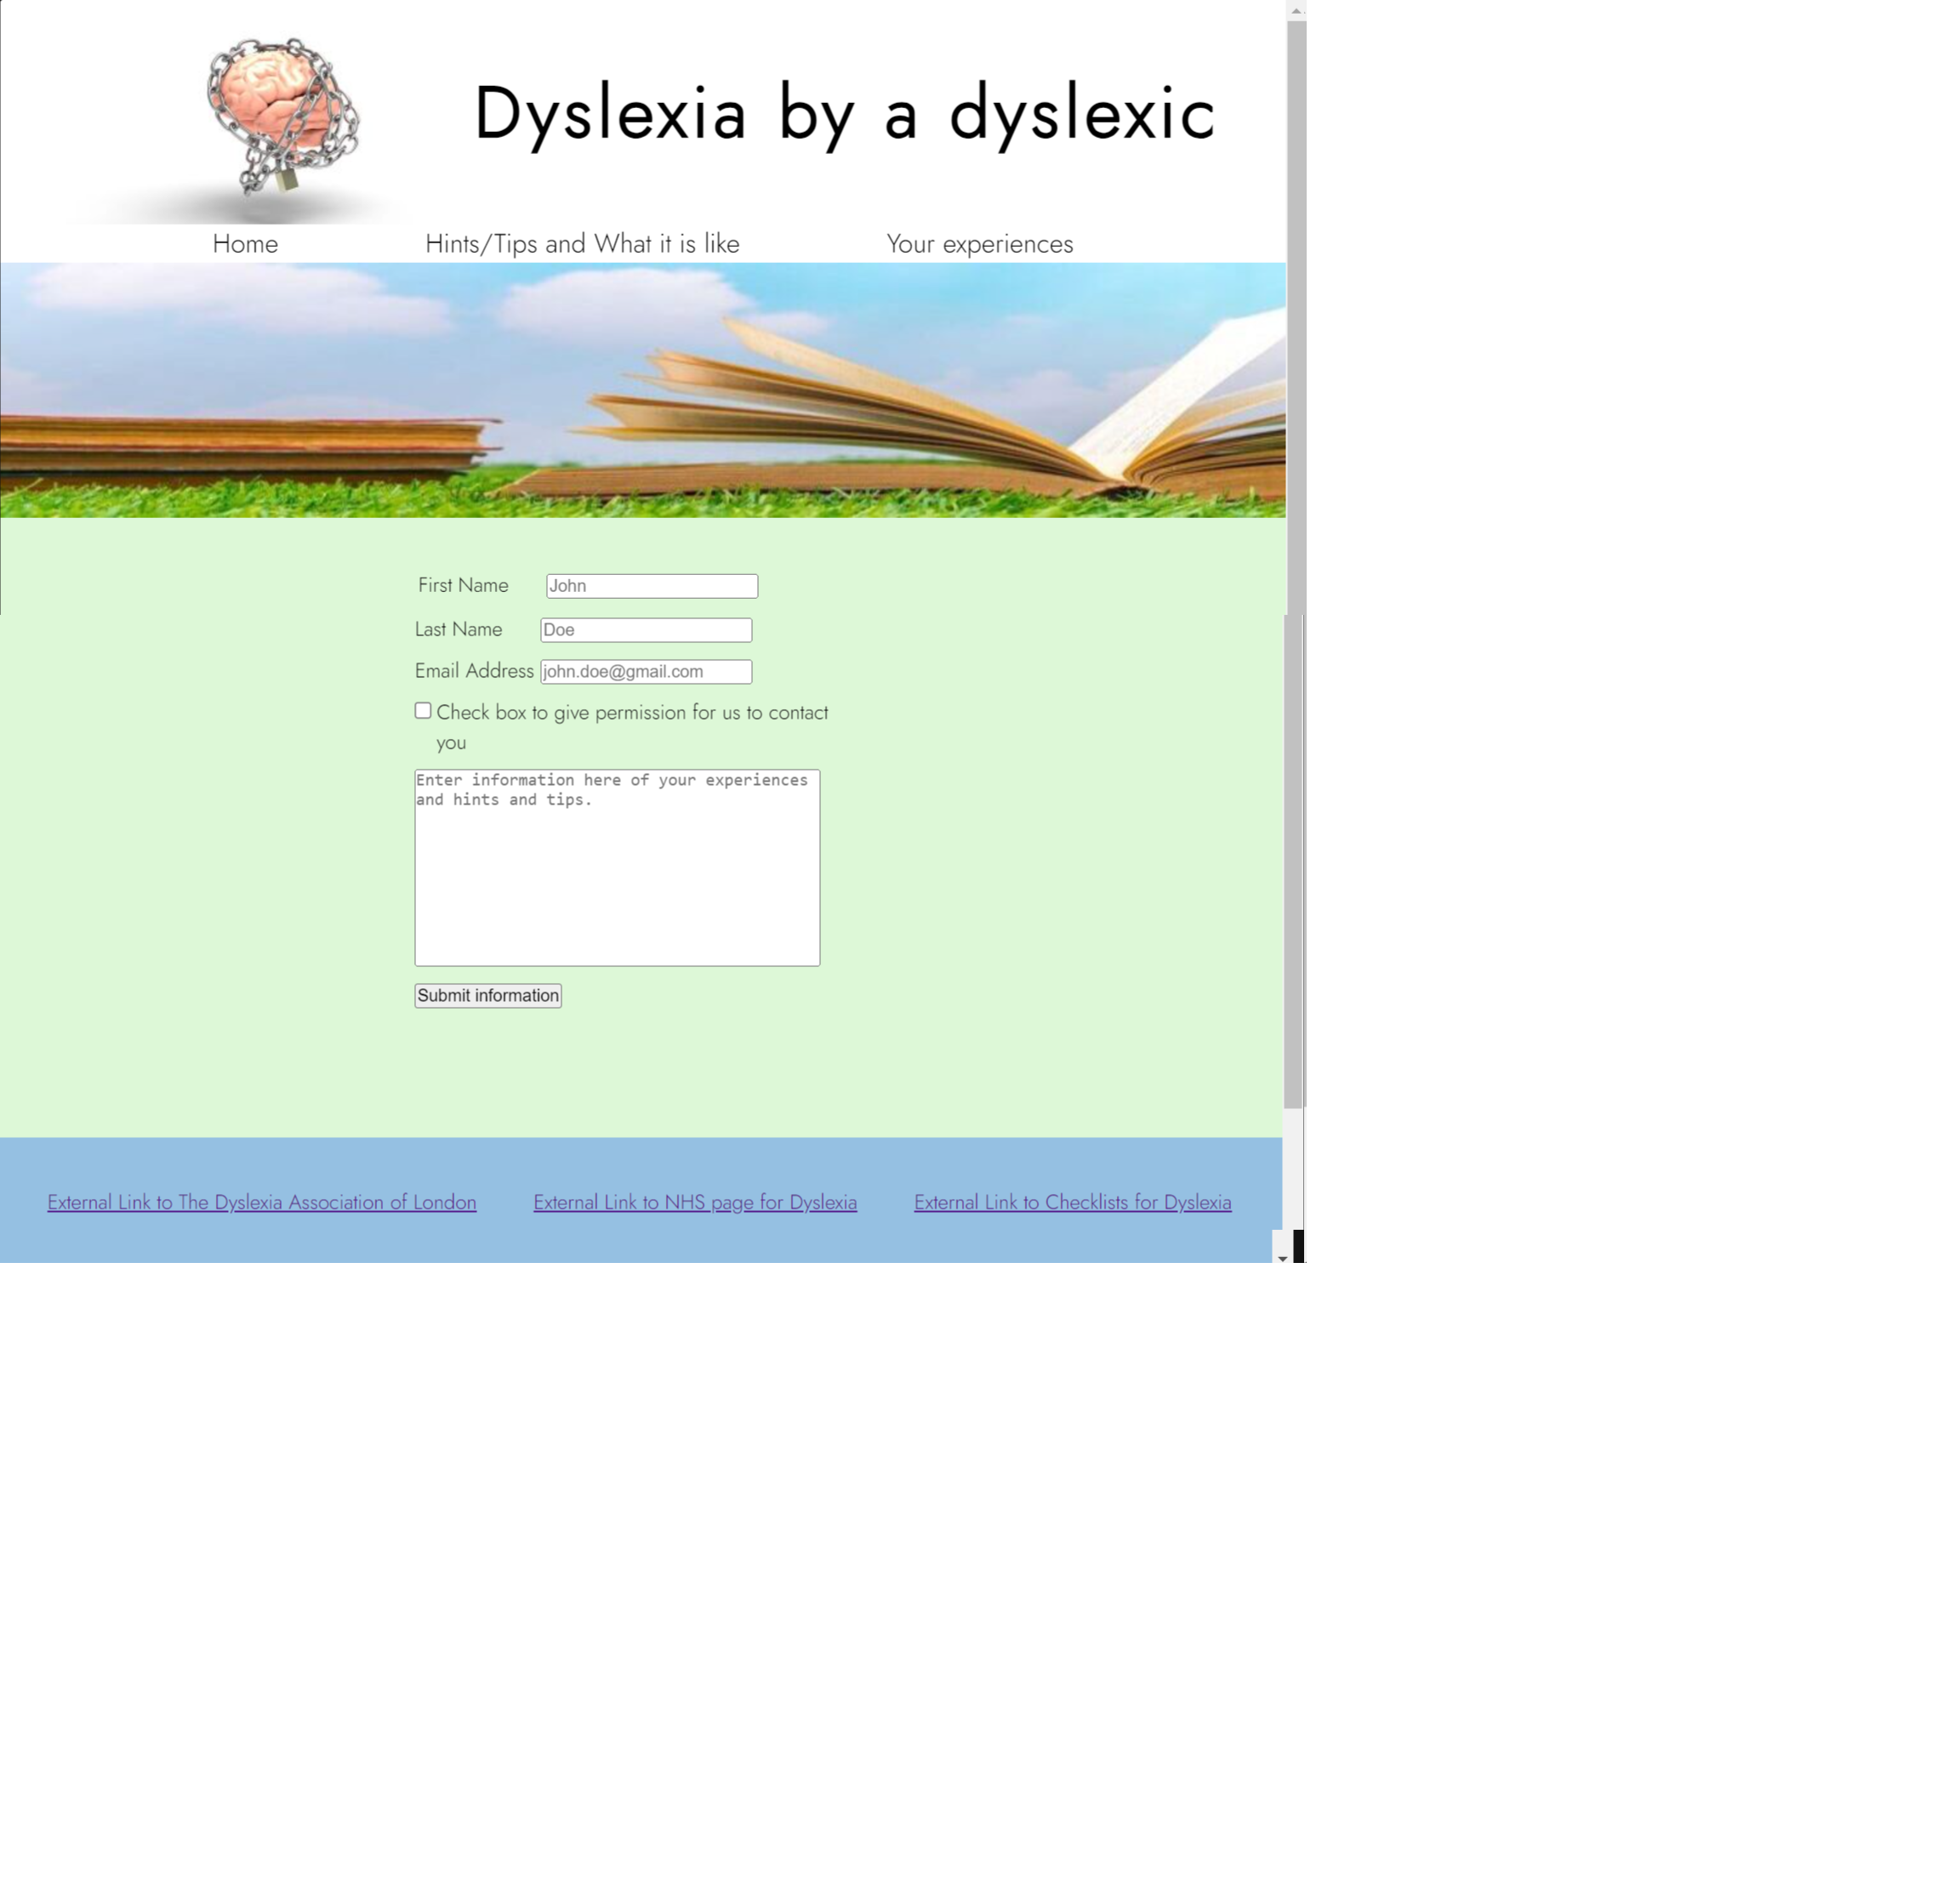 Dyslexia by a dyslexic
Home Hints/Tips and What it is like Your experiences
First Name John
Last Name Doe
Email Address john.doe@gmail.com
Check box to give permission for us to contact
you
Enter information here of your experiences
and hints and tips.
Submit information
External Link to The Dyslexia Association of London External Link to NHS page for Dyslexia External Link to Checklists for Dyslexia